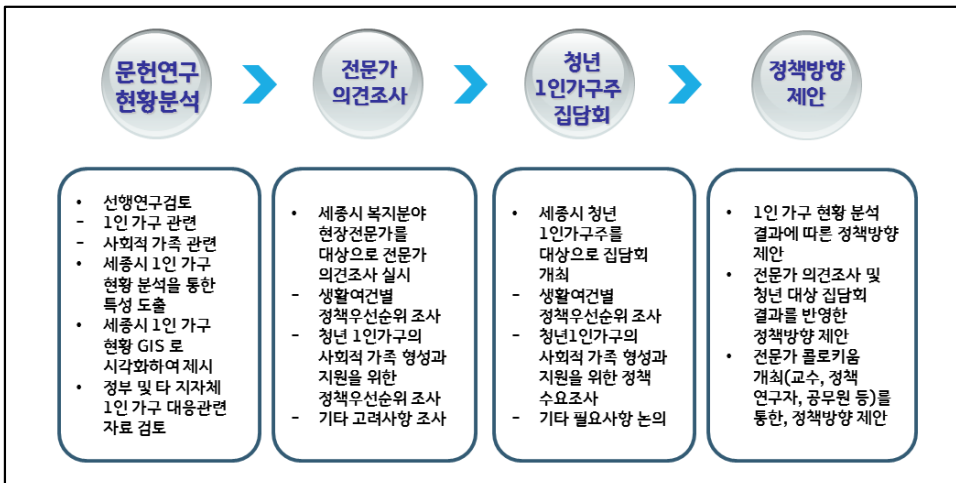 문헌연구
현황분석
전문가
의견조사
청년
1인가구주
집담회
정책방향
제안
• 선행연구검토
- 1인 가구 관련
- 사회적 가족 관련
• 세종시 1인 가구
현황 분석을 통한
특성 도출
• 세종시 1인 가구
현황 GIS 로
시각화하여 제시
• 정부 및 타 지자체
1인 가구 대응관련
자료 검토
• 세종시 복지분야
현장전문가를
대상으로 전문가
의견조사 실시
- 생활여건별
정책우선순위 조사
- 청년 1인가구의
사회적 가족 형성과
지원을 위한
정책우선순위 조사
- 기타 고려사항 조사
• 세종시 청년
1인가구주를
대상으로 집담회
개최
- 생활여건별
정책우선순위 조사
- 청년1인가구의
사회적 가족 형성과
지원을 위한 정책
수요조사
- 기타 필요사항 논의
• 1인 가구 현황 분석
결과에 따른 정책방향
제안
• 전문가 의견조사 및
청년 대상 집담회
결과를 반영한
정책방향 제안
• 전문가 콜로키움
개최(교수, 정책
연구자, 공무원 등)를
통한, 정책방향 제안